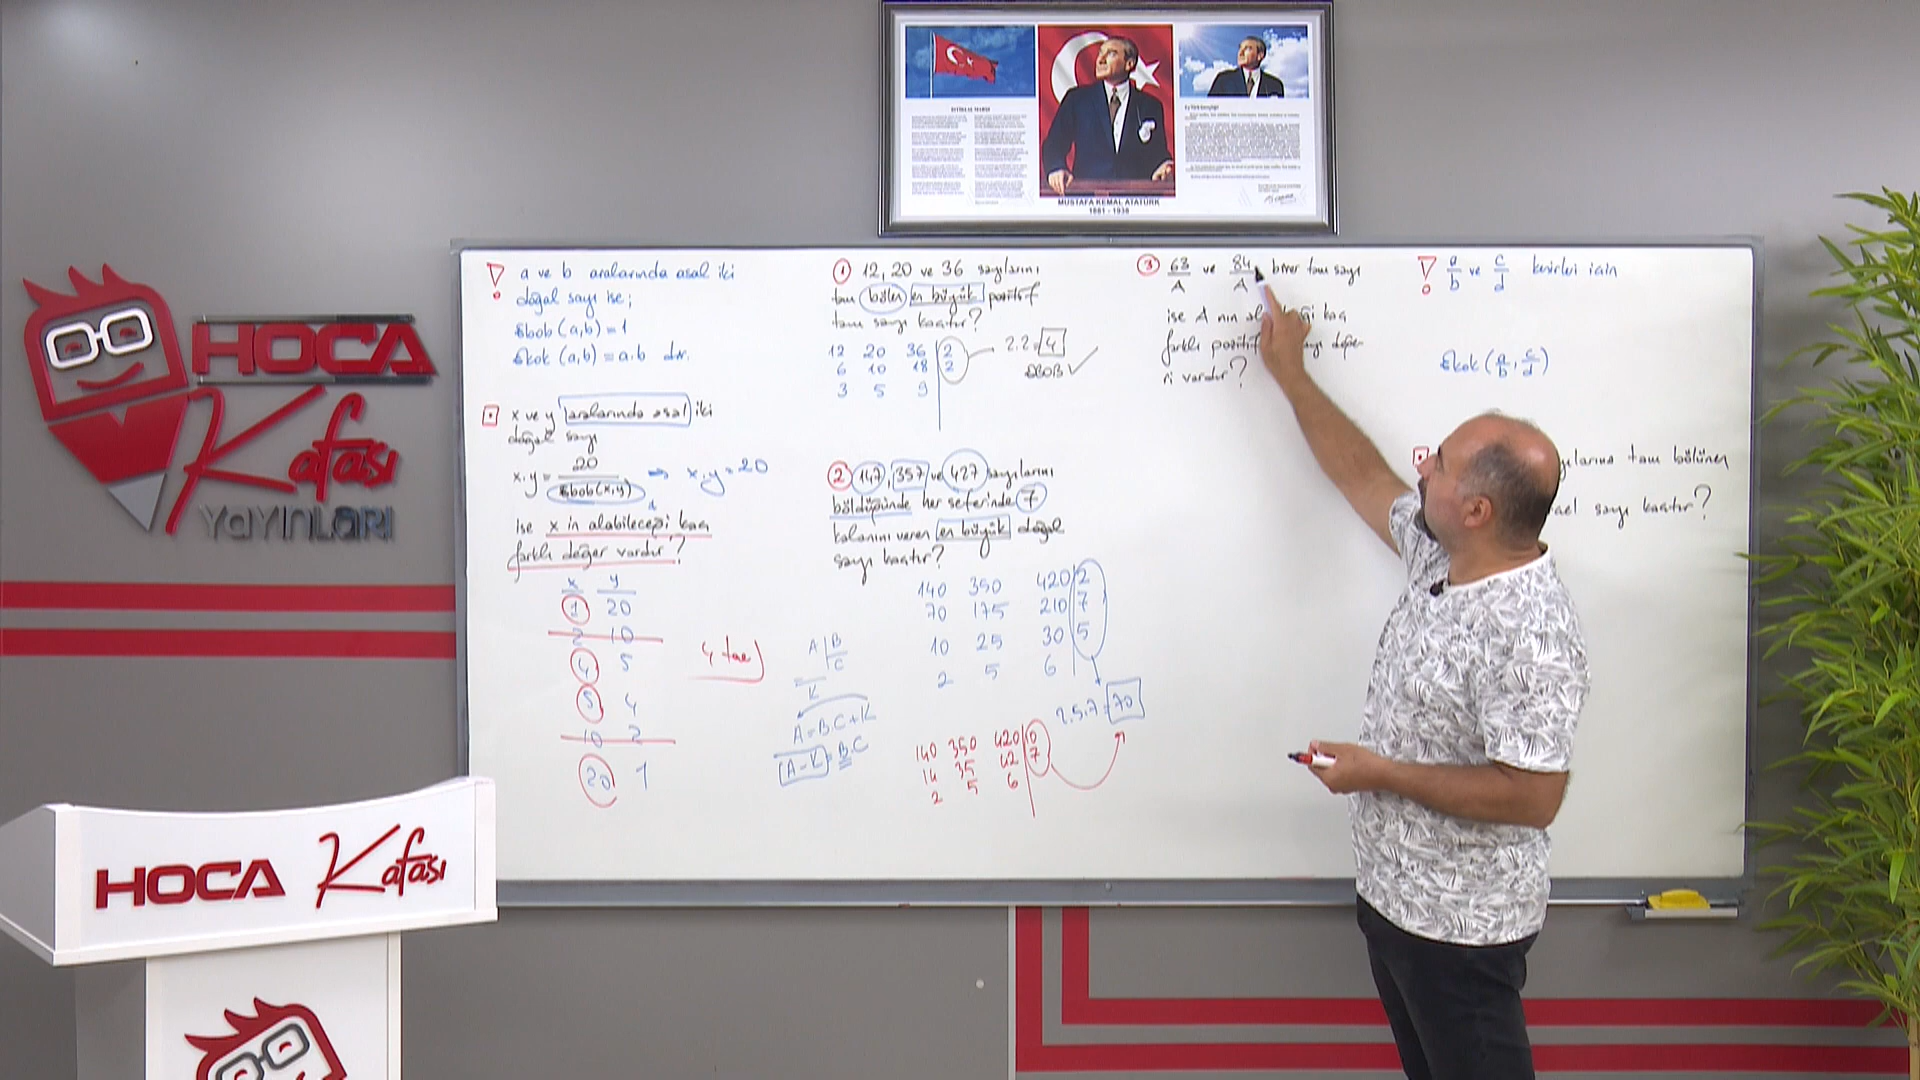 MUSTAFA KEMAL ATATÜRK
1881 - 1938
HOCA
Kafası
YAYINLARI
! a ve b aralarında asal iki
doğal sayı ise;
Ebob (a,b) = 1
Ekok (a,b) = a.b dir.
x ve y aralarında asal iki
doğal sayı
x.y = 20 / Ebob(x,y) → x.y = 20
1
ise x in alabileceği kaç
farklı değer vardır?
x y
1 20
2 10
4 5
5 4
10 2
20 1
4 tane
1 12, 20 ve 36 sayılarını
tam bölen en büyük pozitif
tam sayı kaçtır?
12 20 36 2
6 10 18 2
3 5 9
2.2 = 4
EBOB
2 147, 357 ve 427 sayılarını
böldüğünde her seferinde 7
kalanını veren en büyük doğal
sayı kaçtır?
140 350 420 2
70 175 210 7
10 25 30 5
2 5 6
2.5.7 = 70
A B
C
K
A = B.C + K
A - K = B.C
140 350 420 10
14 35 42 7
2 5 6
3 63/A ve 84/A birer tam sayı
ise A nın kaç
farklı
ri vardır?
! a/b ve c/d kesirleri için
Ekok (a/b, c/d)
tam bölünen
sayı kaçtır?
HOCA Kafası